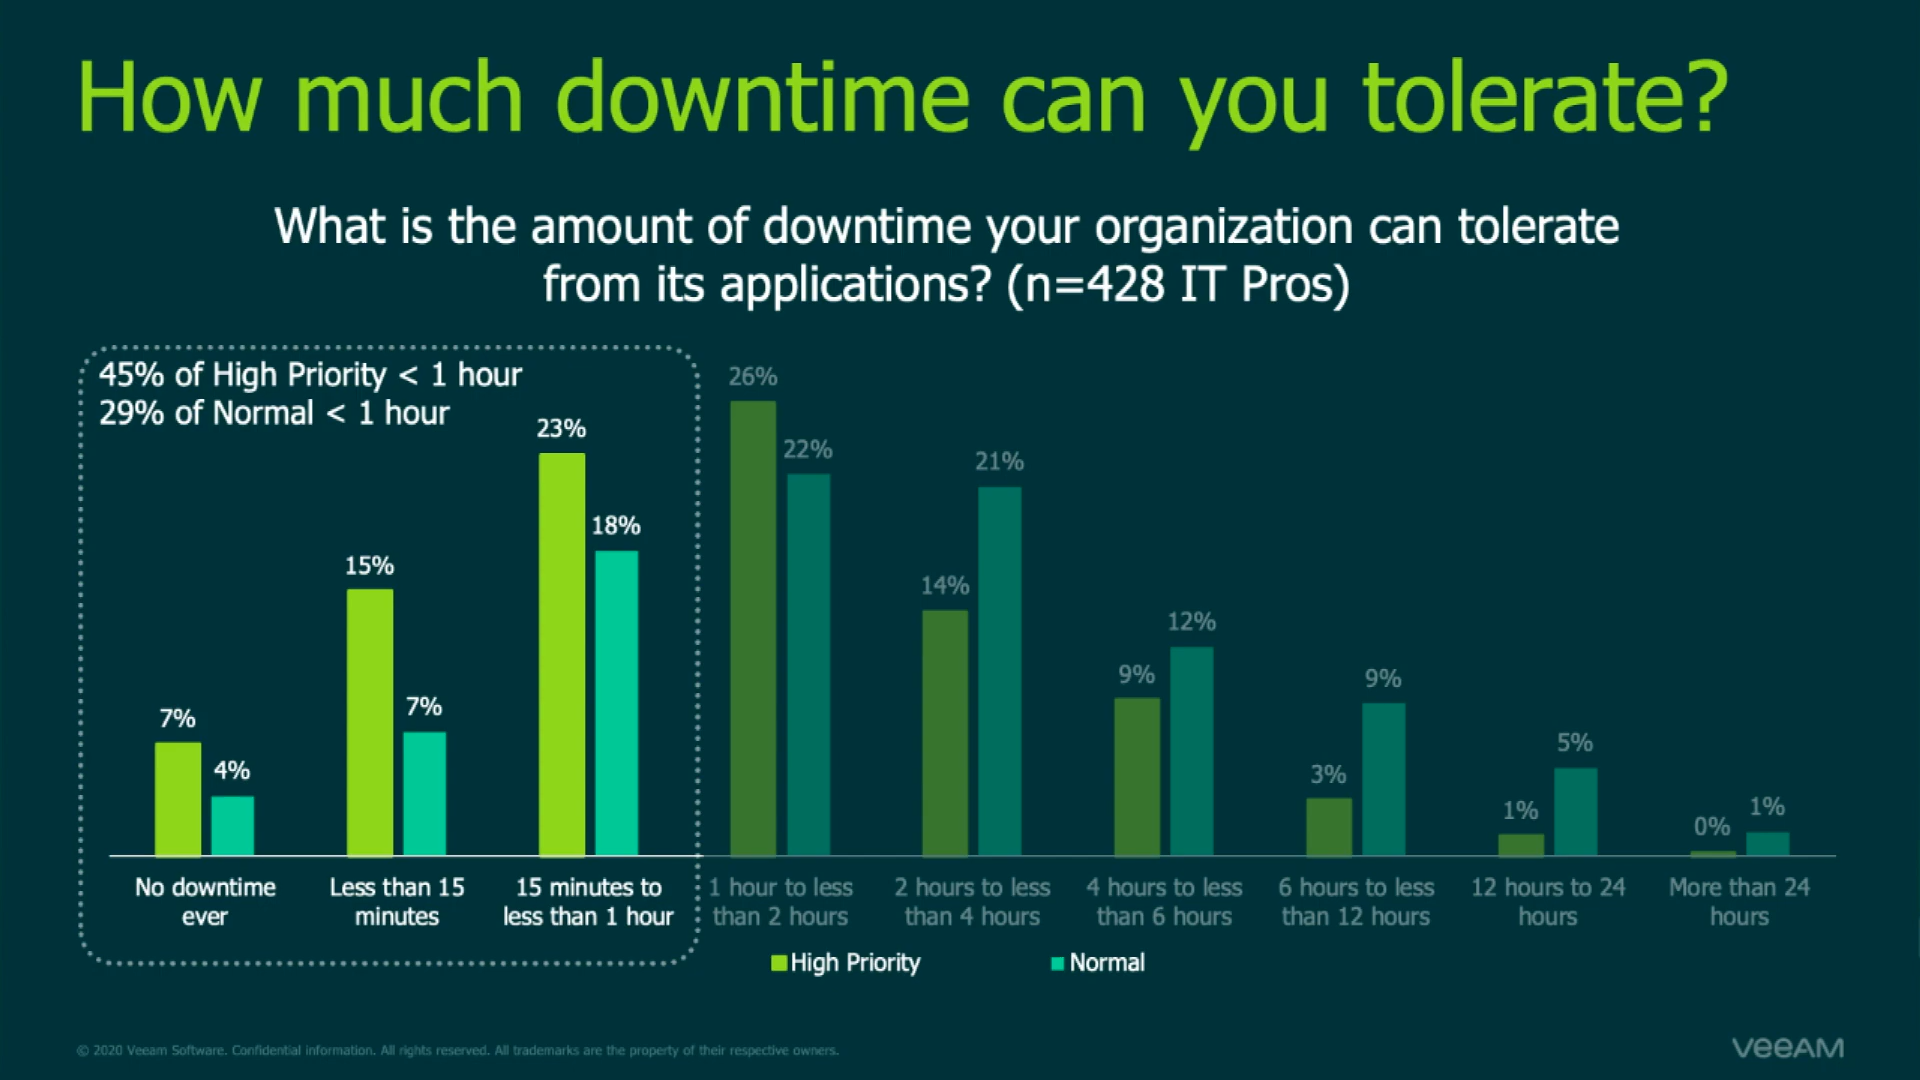 How much downtime can you tolerate?
What is the amount of downtime your organization can tolerate
from its applications? (n=428 IT Pros)
45% of High Priority < 1 hour
29% of Normal < 1 hour
7%
4%
15%
7%
23%
18%
26%
22%
14%
21%
9%
12%
3%
9%
1%
5%
0%
1%
No downtime
ever
Less than 15
minutes
15 minutes to
less than 1 hour
1 hour to less
than 2 hours
2 hours to less
than 4 hours
4 hours to less
than 6 hours
6 hours to less
than 12 hours
12 hours to 24
hours
More than 24
hours
High Priority
Normal
© 2020 Veeam Software. Confidential information. All rights reserved. All trademarks are the property of their respective owners.
veeAM